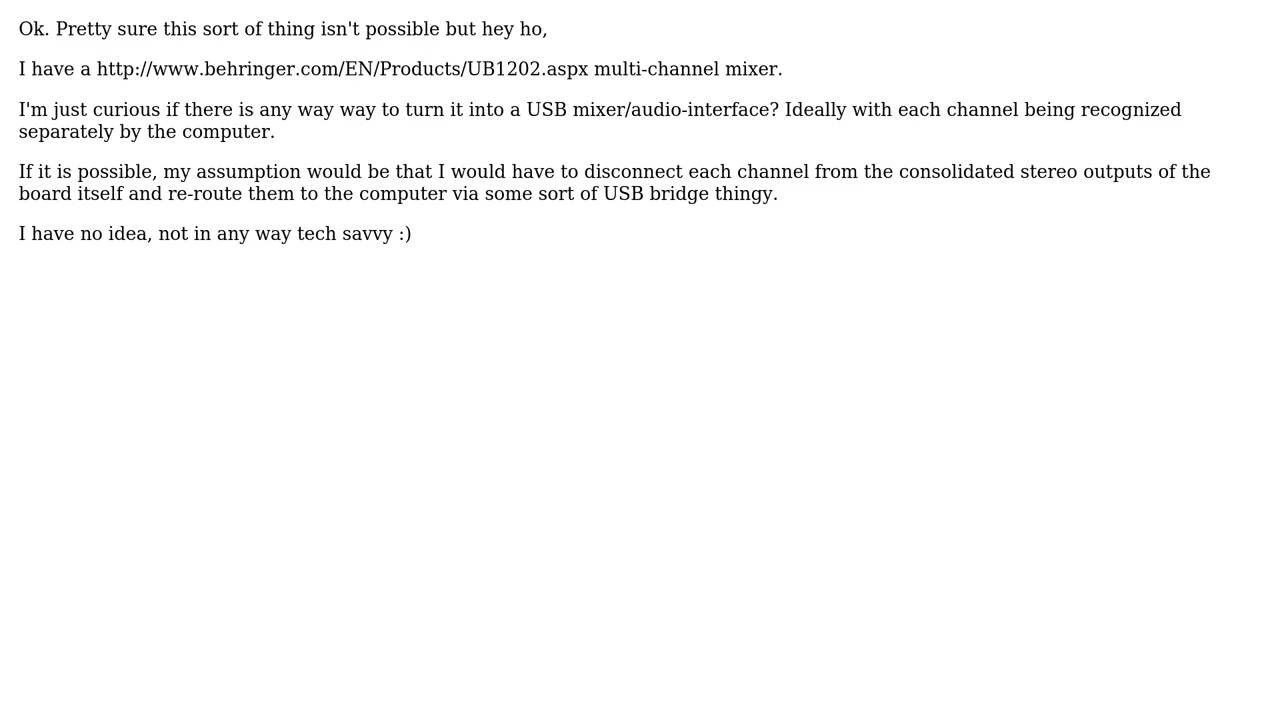 Ok. Pretty sure this sort of thing isn't possible but hey ho,
I have a http://www.behringer.com/EN/Products/UB1202.aspx multi-channel mixer.
I'm just curious if there is any way way to turn it into a USB mixer/audio-interface? Ideally with each channel being recognized
separately by the computer.
If it is possible, my assumption would be that I would have to disconnect each channel from the consolidated stereo outputs of the
board itself and re-route them to the computer via some sort of USB bridge thingy.
I have no idea, not in any way tech savvy :)